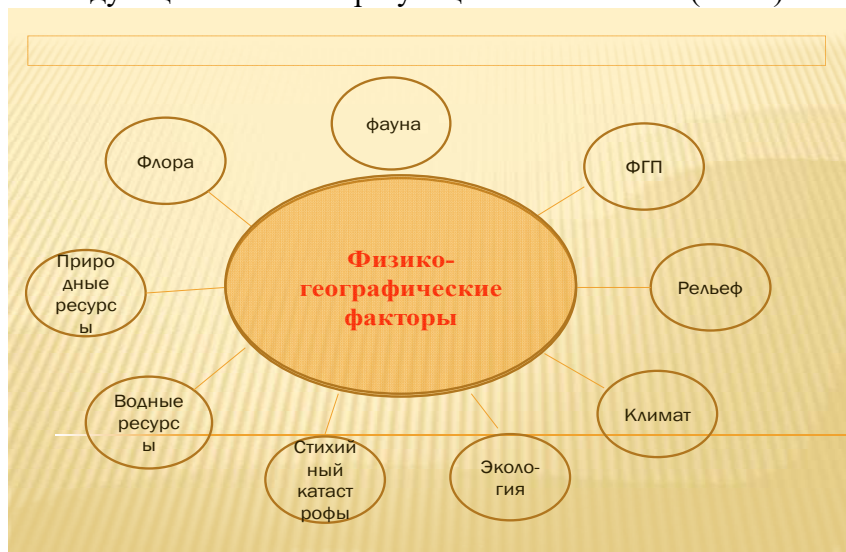 фауна
Флора
ФГП
Физико-
географические
факторы
Приро
дные
ресурс
ы
Рельеф
Водные
ресурс
ы
Климат
Стихий
ный
катаст
рофы
Эколо-
гия